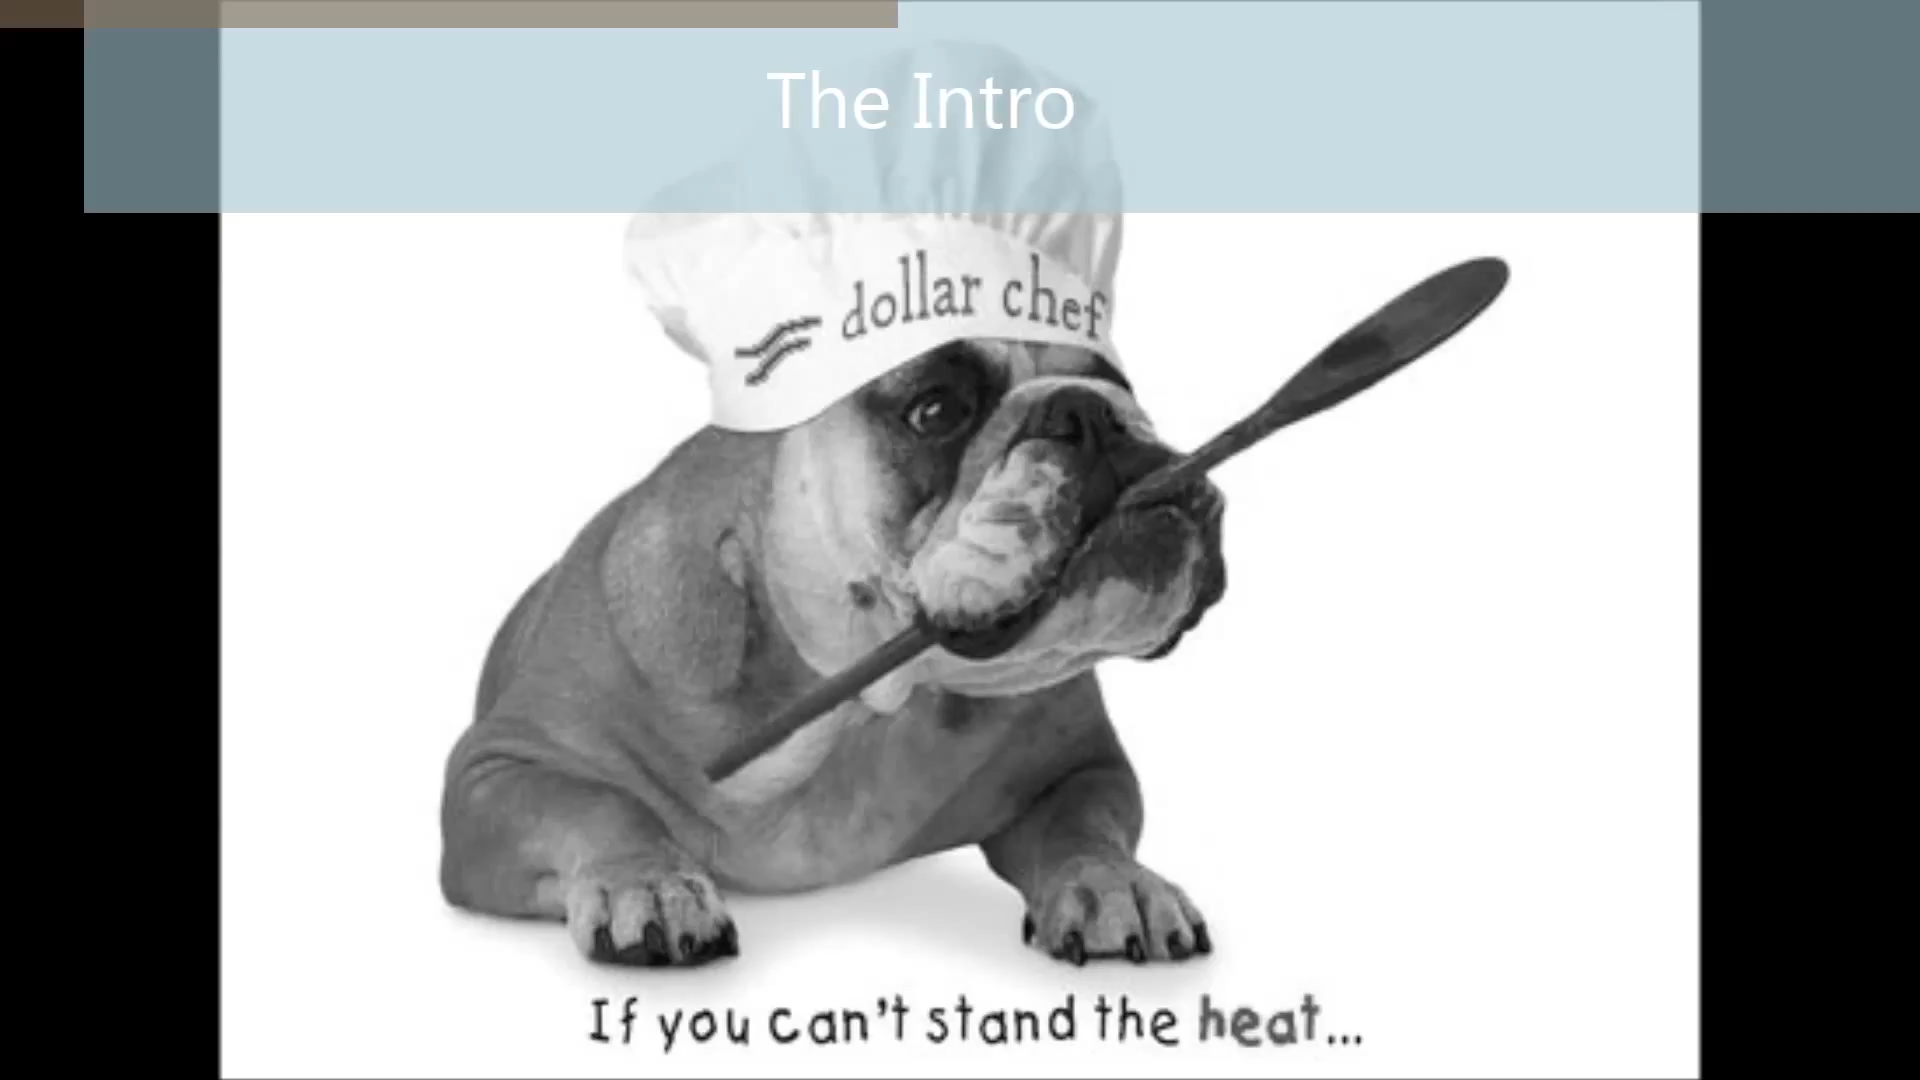 The Intro
dollar chef
If you can't stand the heat...